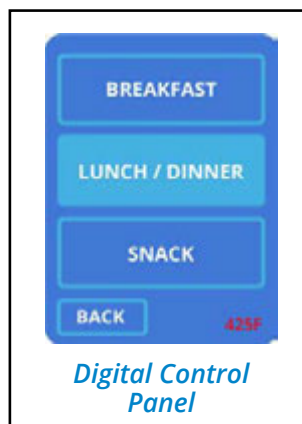 BREAKFAST
LUNCH / DINNER
SNACK
BACK 425F
Digital Control
Panel